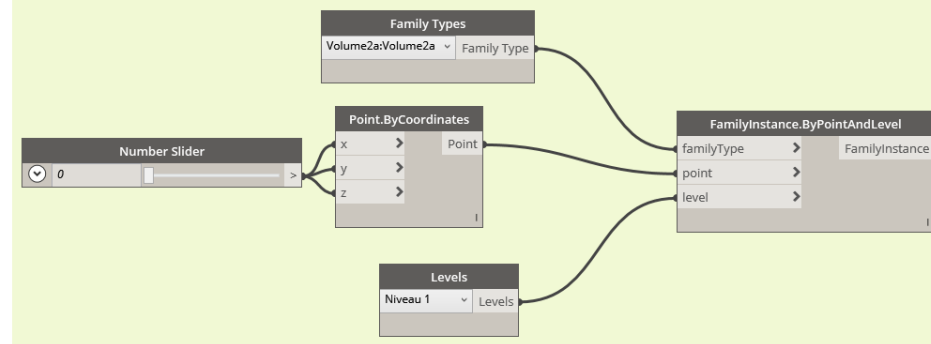 Family Types
Volume2a:Volume2a Family Type
Point.ByCoordinates
x > Point
y >
z >
l
Number Slider
0 >
FamilyInstance.ByPointAndLevel
familyType > FamilyInstance
point >
level >
l
Levels
Niveau 1 Levels